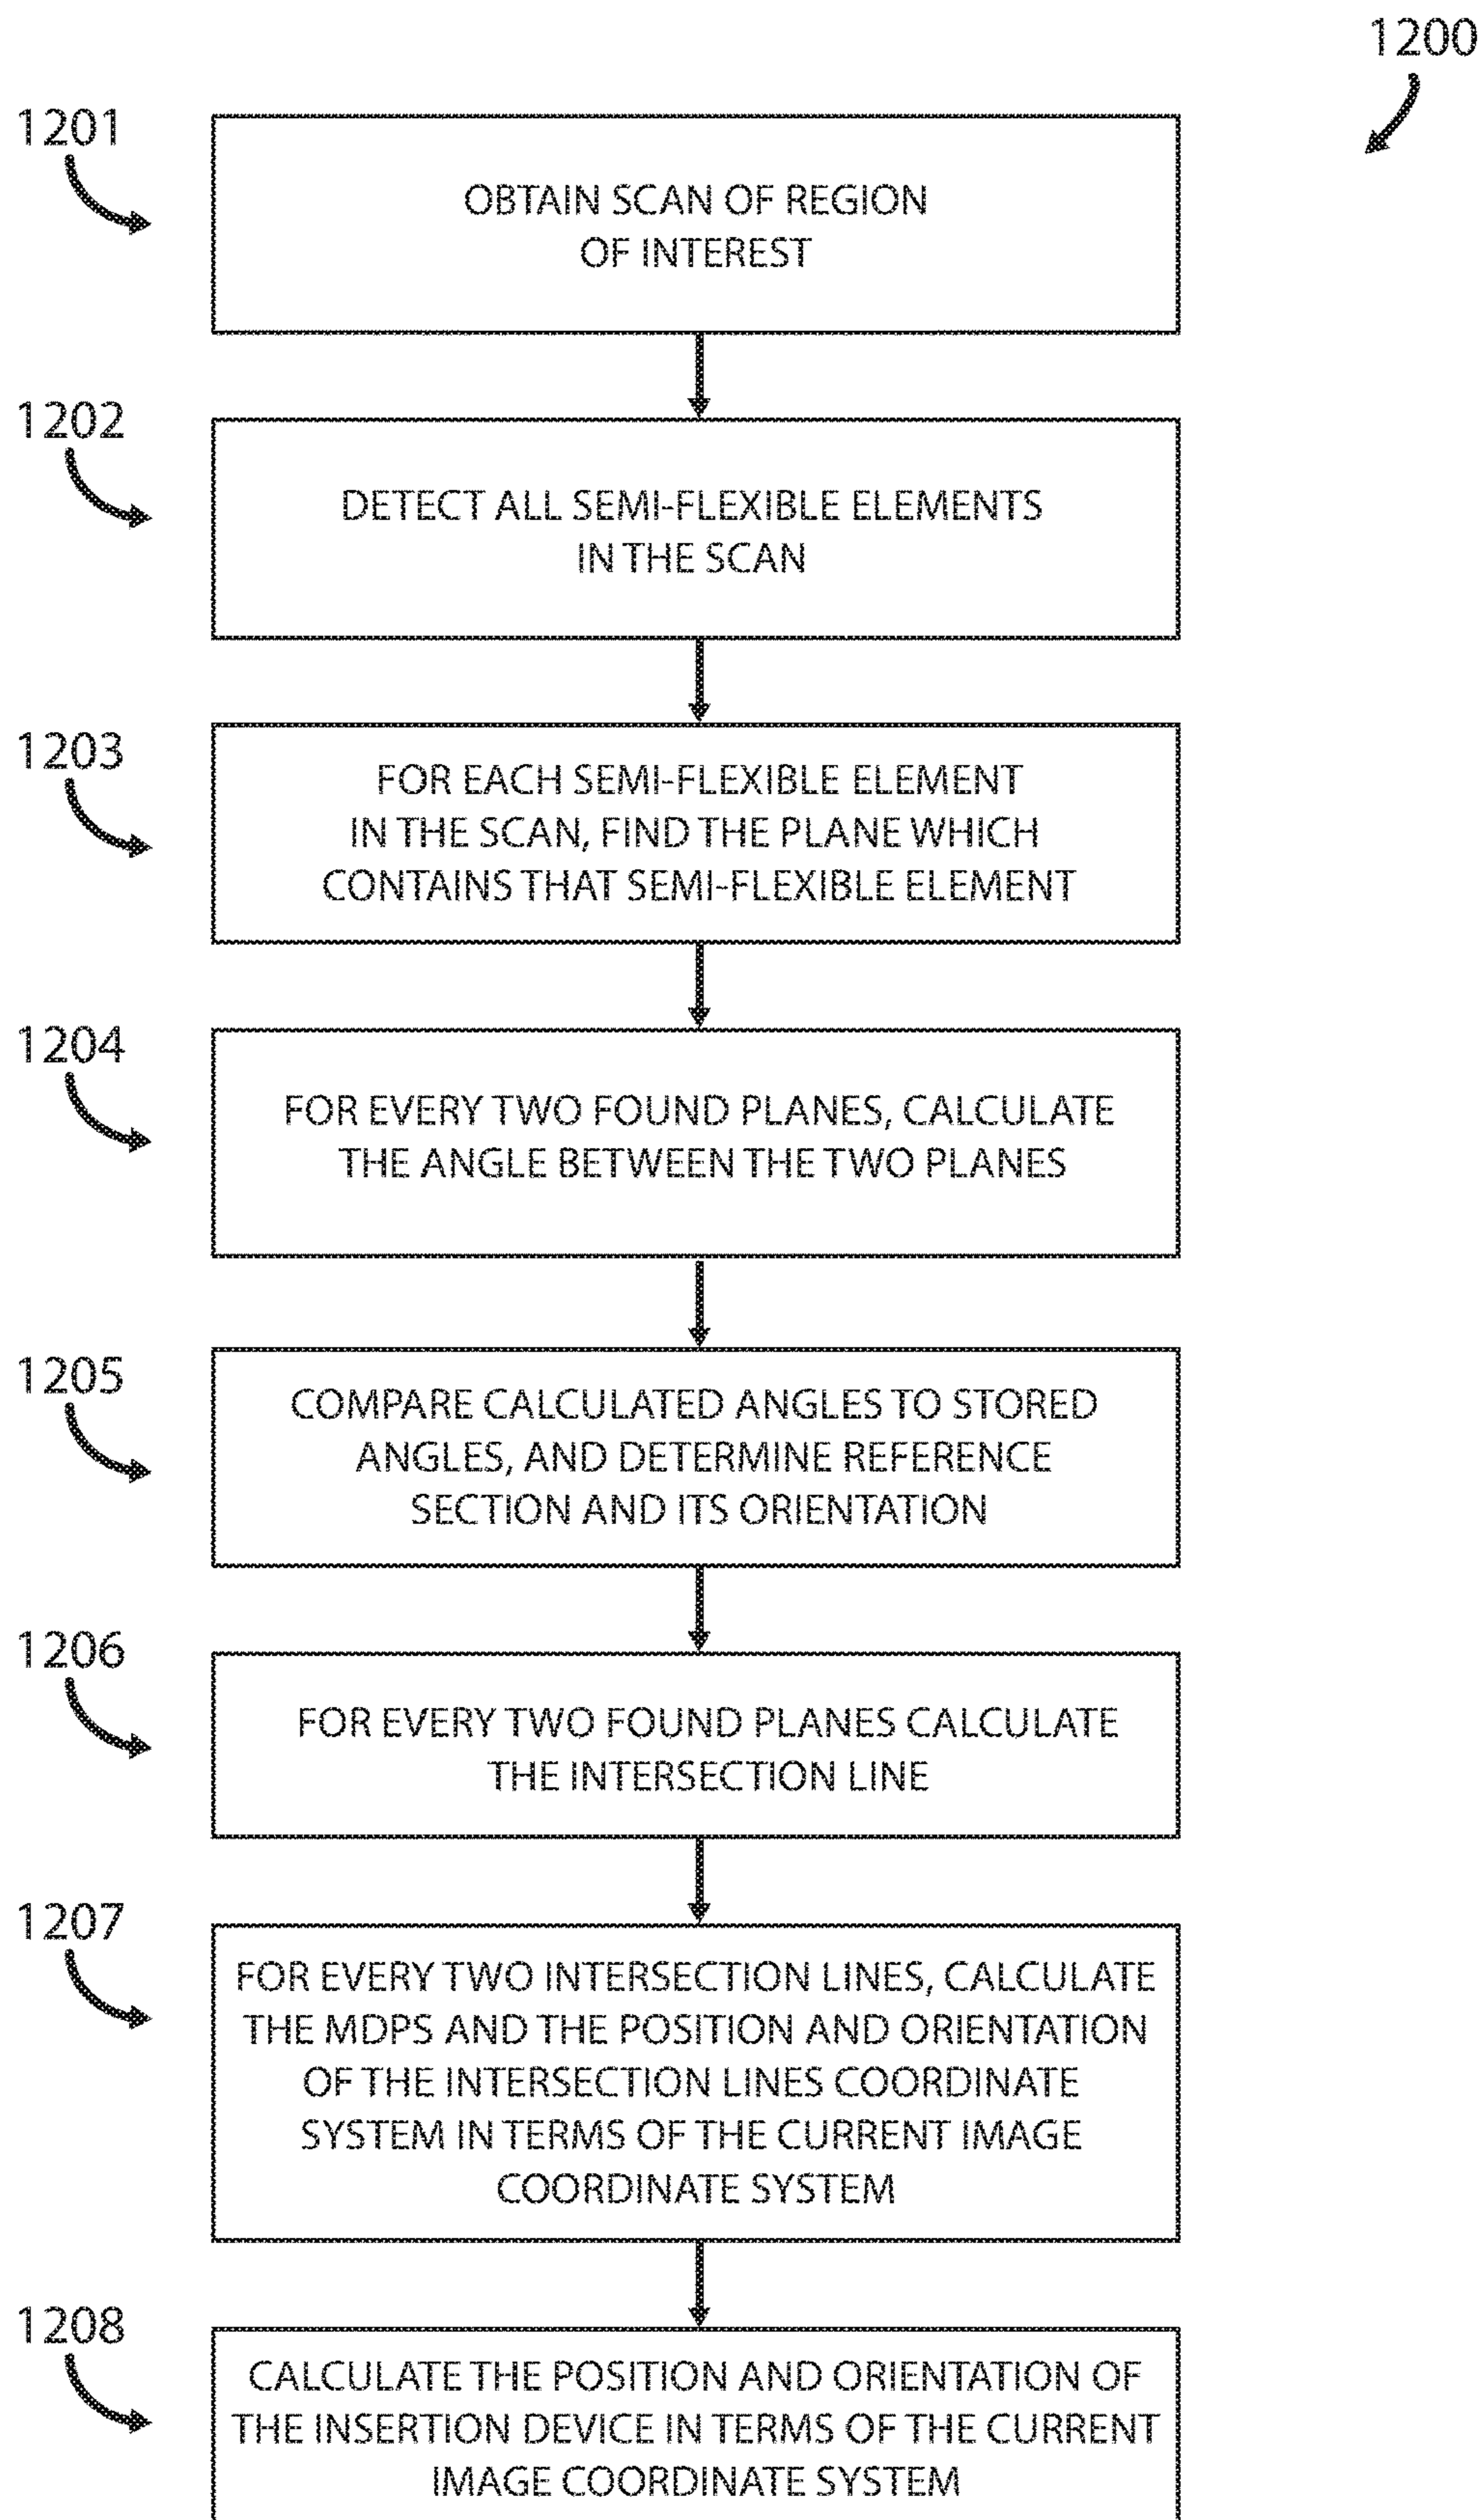 1200
1201
OBTAIN SCAN OF REGION
OF INTEREST
1202
DETECT ALL SEMI-FLEXIBLE ELEMENTS
IN THE SCAN
1203
FOR EACH SEMI-FLEXIBLE ELEMENT
IN THE SCAN, FIND THE PLANE WHICH
CONTAINS THAT SEMI-FLEXIBLE ELEMENT
1204
FOR EVERY TWO FOUND PLANES, CALCULATE
THE ANGLE BETWEEN THE TWO PLANES
1205
COMPARE CALCULATED ANGLES TO STORED
ANGLES, AND DETERMINE REFERENCE
SECTION AND ITS ORIENTATION
1206
FOR EVERY TWO FOUND PLANES CALCULATE
THE INTERSECTION LINE
1207
FOR EVERY TWO INTERSECTION LINES, CALCULATE
THE MDPS AND THE POSITION AND ORIENTATION
OF THE INTERSECTION LINES COORDINATE
SYSTEM IN TERMS OF THE CURRENT IMAGE
COORDINATE SYSTEM
1208
CALCULATE THE POSITION AND ORIENTATION OF
THE INSERTION DEVICE IN TERMS OF THE CURRENT
IMAGE COORDINATE SYSTEM